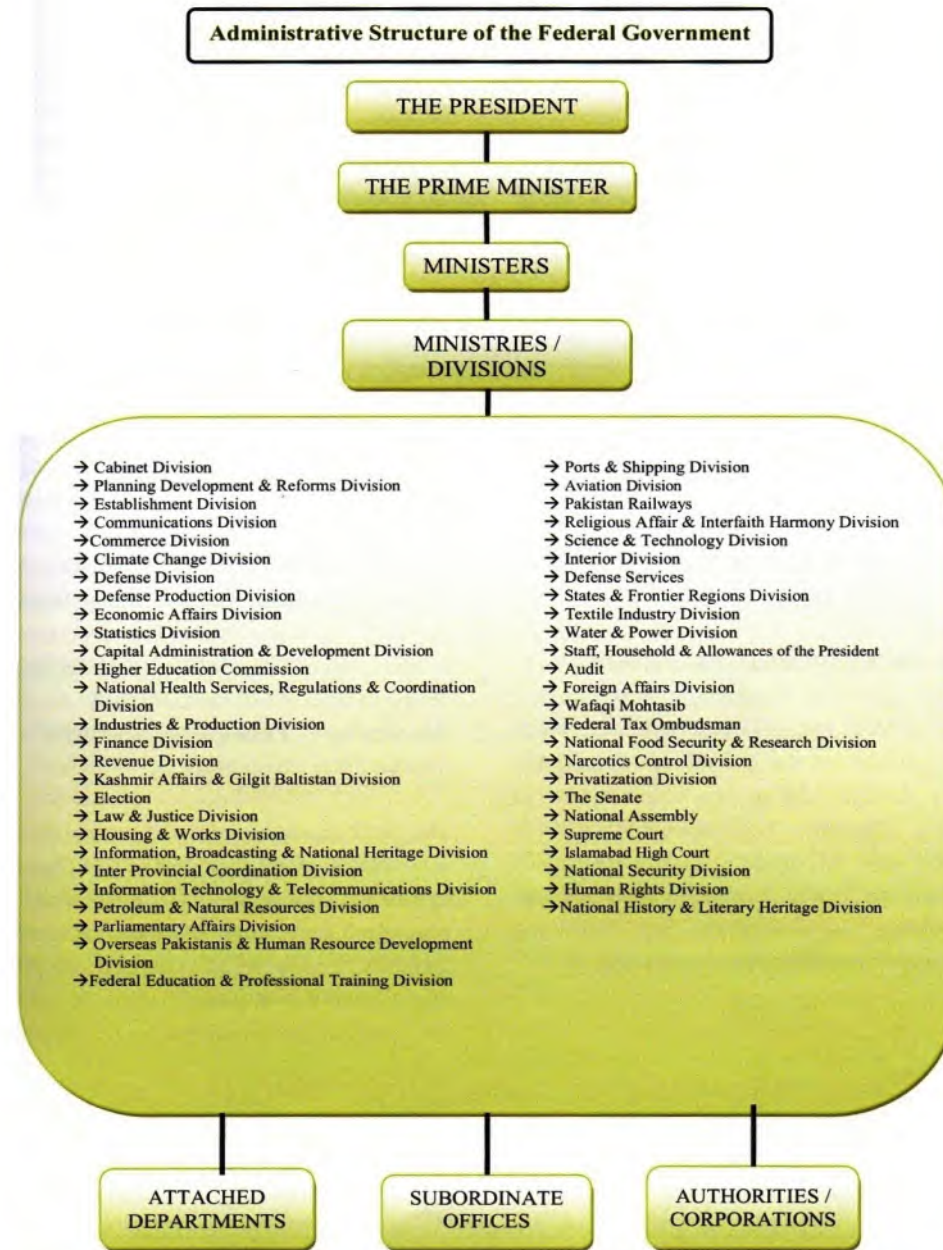 Administrative Structure of the Federal Government
THE PRESIDENT
THE PRIME MINISTER
MINISTERS
MINISTRIES /
DIVISIONS
→ Cabinet Division
→ Planning Development & Reforms Division
→ Establishment Division
→ Communications Division
→Commerce Division
→ Climate Change Division
→ Defense Division
→ Defense Production Division
→ Economic Affairs Division
→ Statistics Division
→ Capital Administration & Development Division
→ Higher Education Commission
→ National Health Services, Regulations & Coordination
Division
→ Industries & Production Division
→ Finance Division
→ Revenue Division
→ Kashmir Affairs & Gilgit Baltistan Division
→ Election
→ Law & Justice Division
→ Housing & Works Division
→ Information, Broadcasting & National Heritage Division
→ Inter Provincial Coordination Division
→ Information Technology & Telecommunications Division
→ Petroleum & Natural Resources Division
→ Parliamentary Affairs Division
→ Overseas Pakistanis & Human Resource Development
Division
→Federal Education & Professional Training Division
→ Ports & Shipping Division
→ Aviation Division
→ Pakistan Railways
→ Religious Affair & Interfaith Harmony Division
→ Science & Technology Division
→ Interior Division
→ Defense Services
→ States & Frontier Regions Division
→ Textile Industry Division
→ Water & Power Division
→ Staff, Household & Allowances of the President
→ Audit
→ Foreign Affairs Division
→ Wafaqi Mohtasib
→ Federal Tax Ombudsman
→ National Food Security & Research Division
→ Narcotics Control Division
→ Privatization Division
→ The Senate
→ National Assembly
→ Supreme Court
→ Islamabad High Court
→ National Security Division
→ Human Rights Division
→National History & Literary Heritage Division
ATTACHED
DEPARTMENTS
SUBORDINATE
OFFICES
AUTHORITIES /
CORPORATIONS